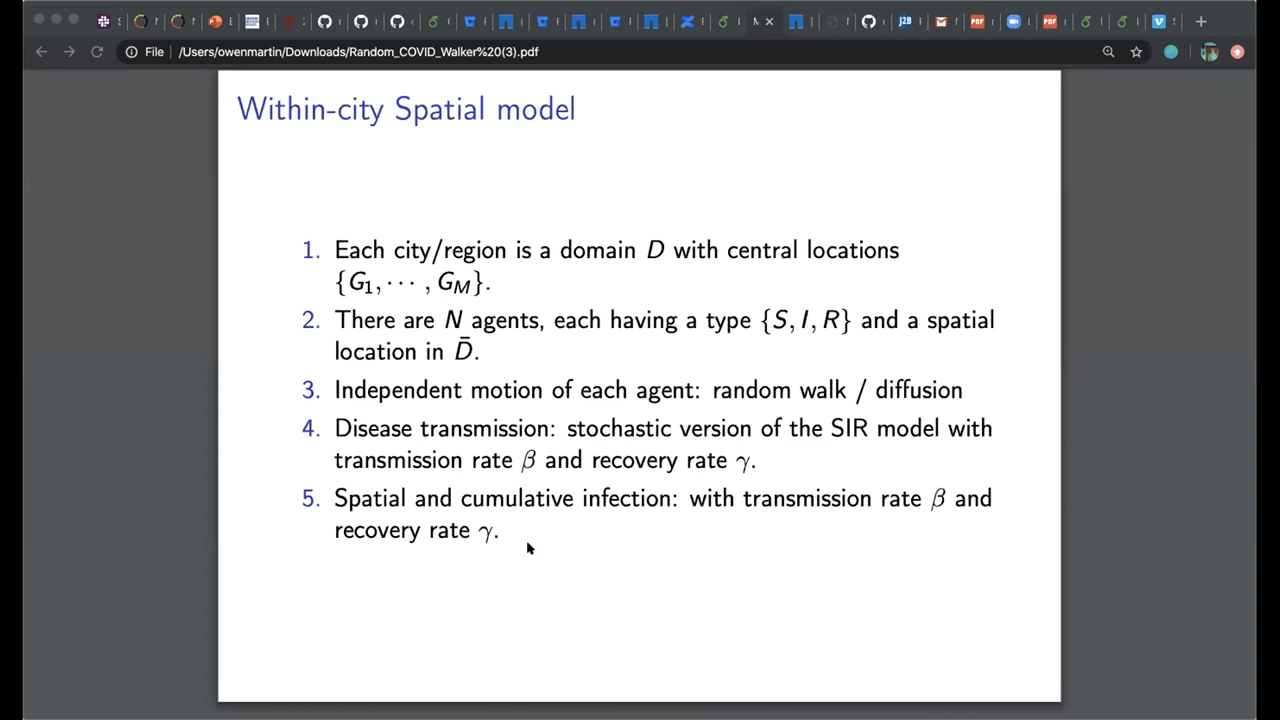 File | /Users/owenmartin/Downloads/Random_COVID_Walker%20(3).pdf
Within-city Spatial model
1. Each city/region is a domain D with central locations
{G₁, ⋯ , G_M}.
2. There are N agents, each having a type {S, I, R} and a spatial
location in D̄.
3. Independent motion of each agent: random walk / diffusion
4. Disease transmission: stochastic version of the SIR model with
transmission rate β and recovery rate γ.
5. Spatial and cumulative infection: with transmission rate β and
recovery rate γ.